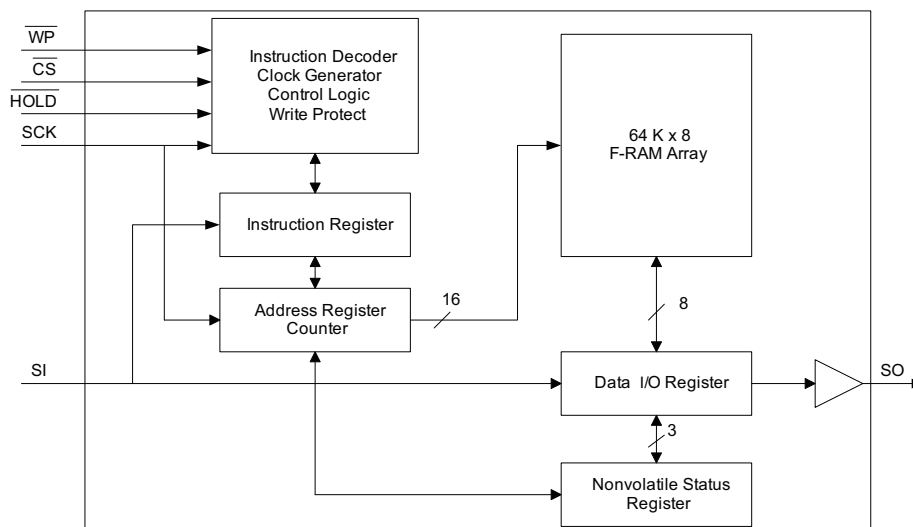 WP
CS
HOLD
SCK
Instruction Decoder
Clock Generator
Control Logic
Write Protect
64 K x 8
F-RAM Array
Instruction Register
Address Register
Counter
16
8
SI
Data I/O Register
SO
3
Nonvolatile Status
Register